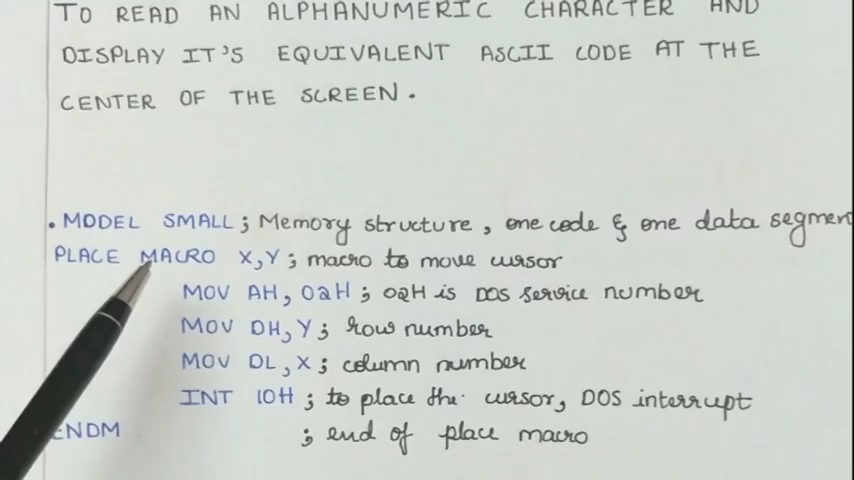 TO READ AN ALPHANUMERIC CHARACTER AND
DISPLAY IT'S EQUIVALENT ASCII CODE AT THE
CENTER OF THE SCREEN.
.MODEL SMALL; Memory structure, one code & one data segment
PLACE MACRO X,Y; macro to move cursor
MOV AH, 02H; 02H is DOS service number
MOV DH, Y; row number
MOV DL, X; column number
INT 10H; to place the cursor, DOS interrupt
ENDM ; end of place macro